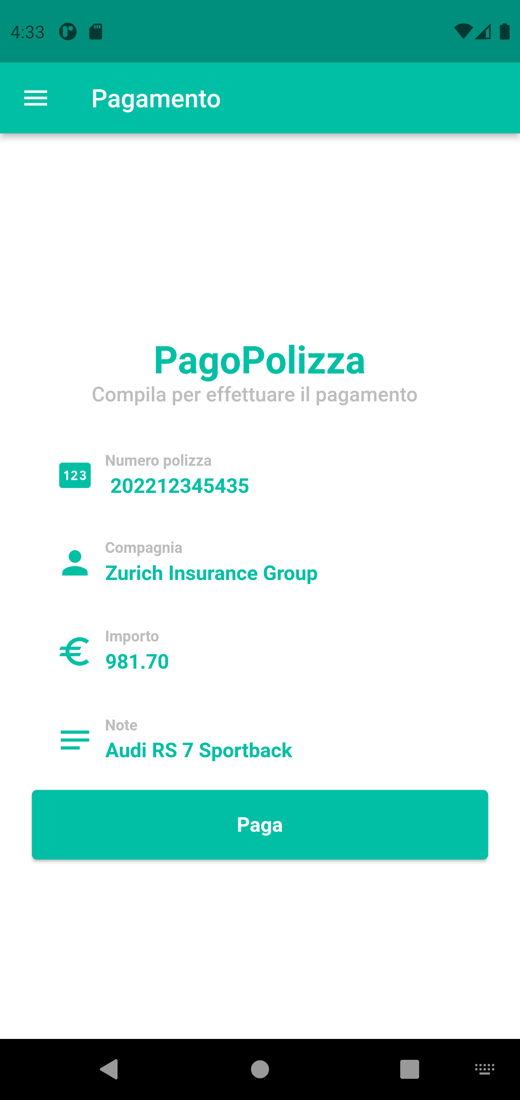 4:33
Pagamento
PagoPolizza
Compila per effettuare il pagamento
Numero polizza
123
202212345435
Compagnia
Zurich Insurance Group
Importo
981.70
Note
Audi RS 7 Sportback
Paga